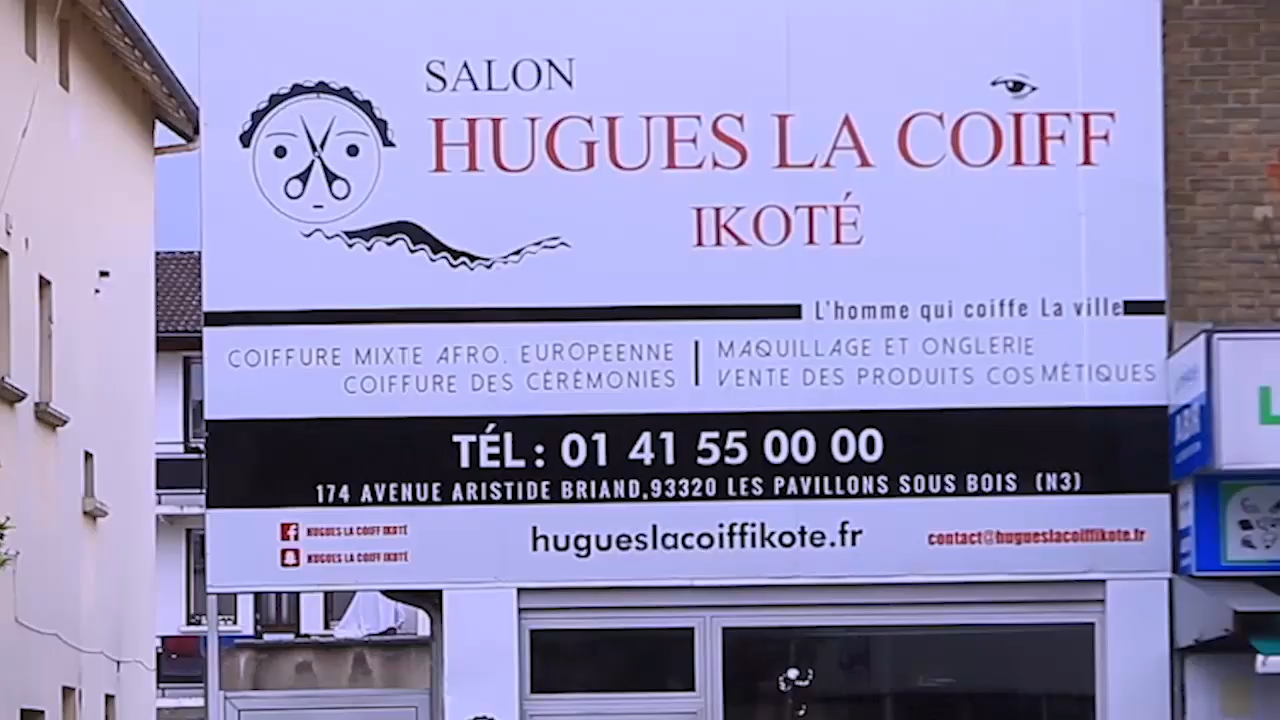 SALON
HUGUES LA COIFF
IKOTÉ
L'homme qui coiffe La ville
COIFFURE MIXTE AFRO. EUROPEENNE
COIFFURE DES CÉRÉMONIES
MAQUILLAGE ET ONGLERIE
VENTE DES PRODUITS COSMÉTIQUES
TÉL: 01 41 55 00 00
174 AVENUE ARISTIDE BRIAND,93320 LES PAVILLONS SOUS BOIS (N3)
HUGUES LA COIFF IKOTÉ
HUGUES LA COIFF IKOTÉ
hugueslacoiffikote.fr
contact@hugueslacoiffikote.fr